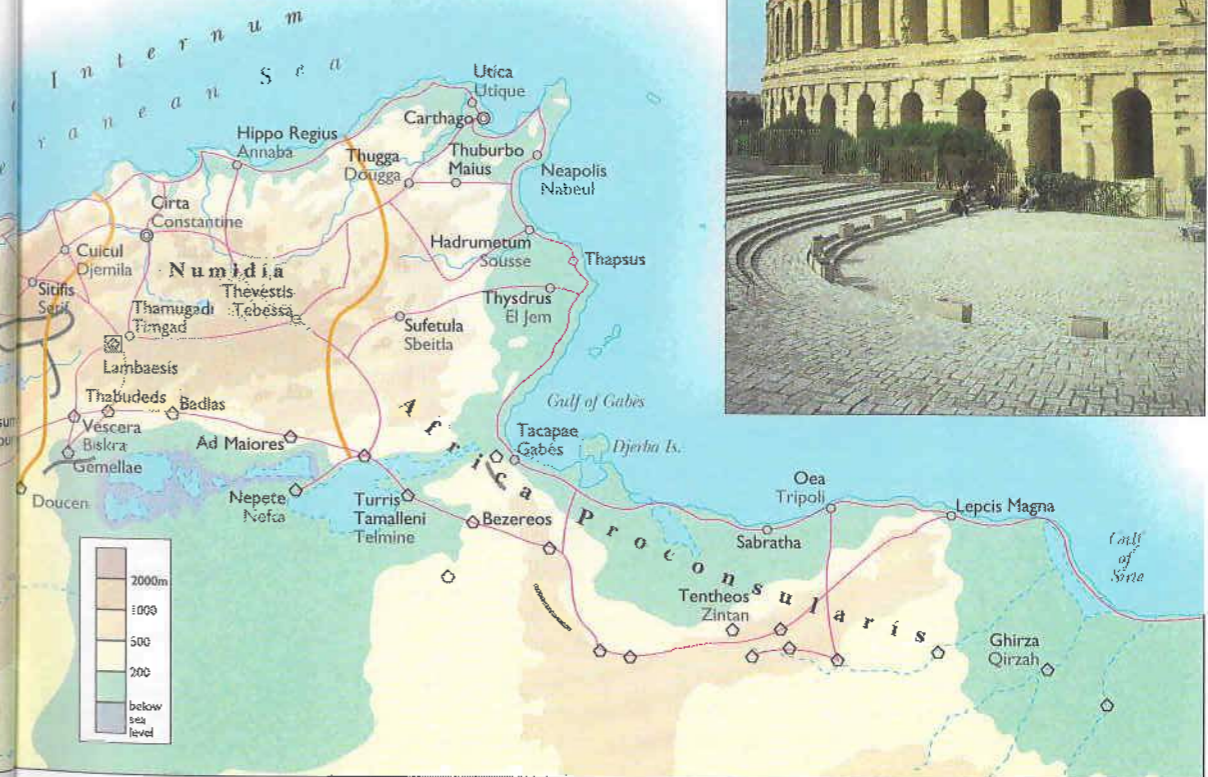 Internum
ranean Sea
Utica
Utique
Carthago
Hippo Regius
Annaba
Thugga
Dougga
Thuburbo
Maius
Neapolis
Nabeul
Cirta
Constantine
Cuicul
Djemila
Hadrumetum
Sousse
Thapsus
Numidia
Sitifis
Setif
Thamugadi
Timgad
Thevestis
Tebessa
Thysdrus
El Jem
Sufetula
Sbeitla
Lambaesis
Thabudeds
Badias
Vescera
Biskra
Gemellae
Ad Maiores
Africa Proconsularis
Gulf of Gabès
Tacapae
Gabès
Djerba Is.
Doucen
Nepete
Nefta
Turris
Tamalleni
Telmine
Bezereos
Oea
Tripoli
Lepcis Magna
Sabratha
Gulf
of
Sirte
Tentheos
Zintan
Ghirza
Qirzah
2000m
1000
500
200
below
sea
level